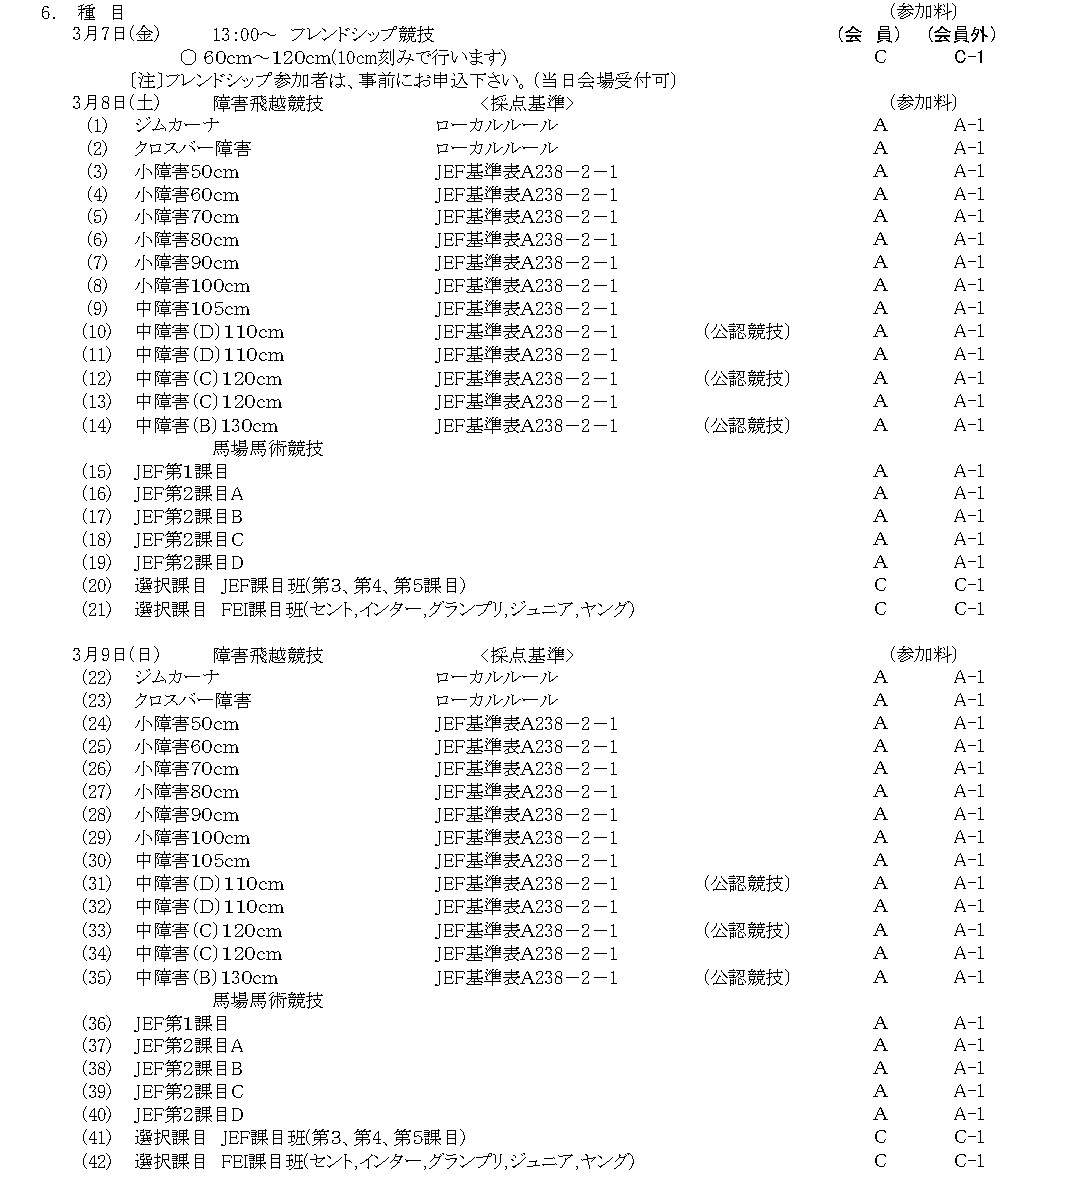 6. 種 目 (参加料)
3月7日(金) 13:00～ フレンドシップ競技 (会 員) (会員外)
○ 60cm～120cm(10cm刻みで行います) C C-1
〔注〕フレンドシップ参加者は、事前にお申込下さい。(当日会場受付可)
3月8日(土) 障害飛越競技 <採点基準> (参加料)
(1) ジムカーナ ローカルルール A A-1
(2) クロスバー障害 ローカルルール A A-1
(3) 小障害50cm JEF基準表A238－2－1 A A-1
(4) 小障害60cm JEF基準表A238－2－1 A A-1
(5) 小障害70cm JEF基準表A238－2－1 A A-1
(6) 小障害80cm JEF基準表A238－2－1 A A-1
(7) 小障害90cm JEF基準表A238－2－1 A A-1
(8) 小障害100cm JEF基準表A238－2－1 A A-1
(9) 中障害105cm JEF基準表A238－2－1 A A-1
(10) 中障害(D)110cm JEF基準表A238－2－1 (公認競技) A A-1
(11) 中障害(D)110cm JEF基準表A238－2－1 A A-1
(12) 中障害(C)120cm JEF基準表A238－2－1 (公認競技) A A-1
(13) 中障害(C)120cm JEF基準表A238－2－1 A A-1
(14) 中障害(B)130cm JEF基準表A238－2－1 (公認競技) A A-1
馬場馬術競技
(15) JEF第1課目 A A-1
(16) JEF第2課目A A A-1
(17) JEF第2課目B A A-1
(18) JEF第2課目C A A-1
(19) JEF第2課目D A A-1
(20) 選択課目 JEF課目班(第3、第4、第5課目) C C-1
(21) 選択課目 FEI課目班(セント,インター,グランプリ,ジュニア,ヤング) C C-1
3月9日(日) 障害飛越競技 <採点基準> (参加料)
(22) ジムカーナ ローカルルール A A-1
(23) クロスバー障害 ローカルルール A A-1
(24) 小障害50cm JEF基準表A238－2－1 A A-1
(25) 小障害60cm JEF基準表A238－2－1 A A-1
(26) 小障害70cm JEF基準表A238－2－1 A A-1
(27) 小障害80cm JEF基準表A238－2－1 A A-1
(28) 小障害90cm JEF基準表A238－2－1 A A-1
(29) 小障害100cm JEF基準表A238－2－1 A A-1
(30) 中障害105cm JEF基準表A238－2－1 A A-1
(31) 中障害(D)110cm JEF基準表A238－2－1 (公認競技) A A-1
(32) 中障害(D)110cm JEF基準表A238－2－1 A A-1
(33) 中障害(C)120cm JEF基準表A238－2－1 (公認競技) A A-1
(34) 中障害(C)120cm JEF基準表A238－2－1 A A-1
(35) 中障害(B)130cm JEF基準表A238－2－1 (公認競技) A A-1
馬場馬術競技
(36) JEF第1課目 A A-1
(37) JEF第2課目A A A-1
(38) JEF第2課目B A A-1
(39) JEF第2課目C A A-1
(40) JEF第2課目D A A-1
(41) 選択課目 JEF課目班(第3、第4、第5課目) C C-1
(42) 選択課目 FEI課目班(セント,インター,グランプリ,ジュニア,ヤング) C C-1